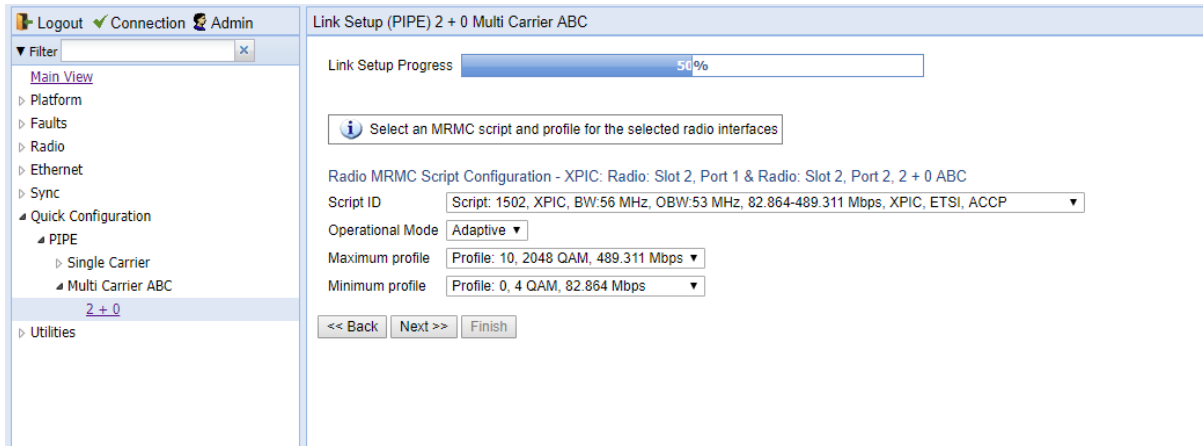 Logout Connection Admin
Filter
Main View
Platform
Faults
Radio
Ethernet
Sync
Quick Configuration
PIPE
Single Carrier
Multi Carrier ABC
2 + 0
Utilities
Link Setup (PIPE) 2 + 0 Multi Carrier ABC
Link Setup Progress 50%
Select an MRMC script and profile for the selected radio interfaces
Radio MRMC Script Configuration - XPIC: Radio: Slot 2, Port 1 & Radio: Slot 2, Port 2, 2 + 0 ABC
Script ID Script: 1502, XPIC, BW:56 MHz, OBW:53 MHz, 82.864-489.311 Mbps, XPIC, ETSI, ACCP
Operational Mode Adaptive
Maximum profile Profile: 10, 2048 QAM, 489.311 Mbps
Minimum profile Profile: 0, 4 QAM, 82.864 Mbps
<< Back Next >> Finish